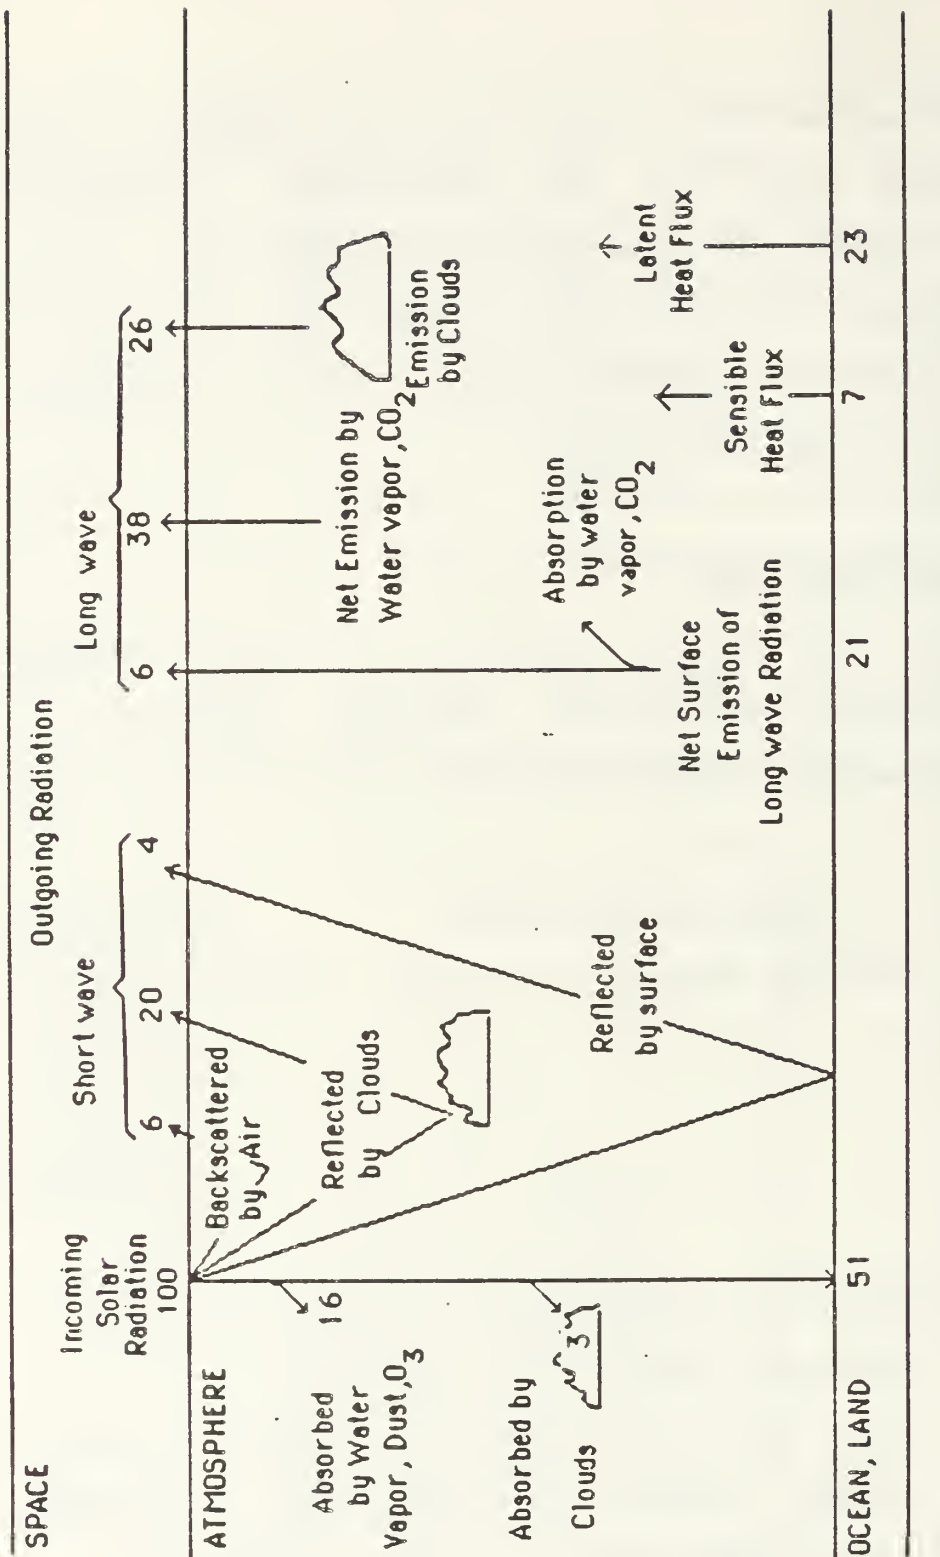 SPACE
Incoming
Solar
Radiation
100
Outgoing Radiation
Short wave
6 20 4
Long wave
6 38 26
ATMOSPHERE
Backscattered
by Air
Reflected
by Clouds
16
Absorbed
by Water
Vapor, Dust, O3
Absorbed by
Clouds
3
Reflected
by surface
Net Emission by
Water vapor, CO2
Emission
by Clouds
Absorption
by water
vapor, CO2
Net Surface
Emission of
Long wave Radiation
Sensible
Heat Flux
Latent
Heat Flux
OCEAN, LAND
51 21 7 23